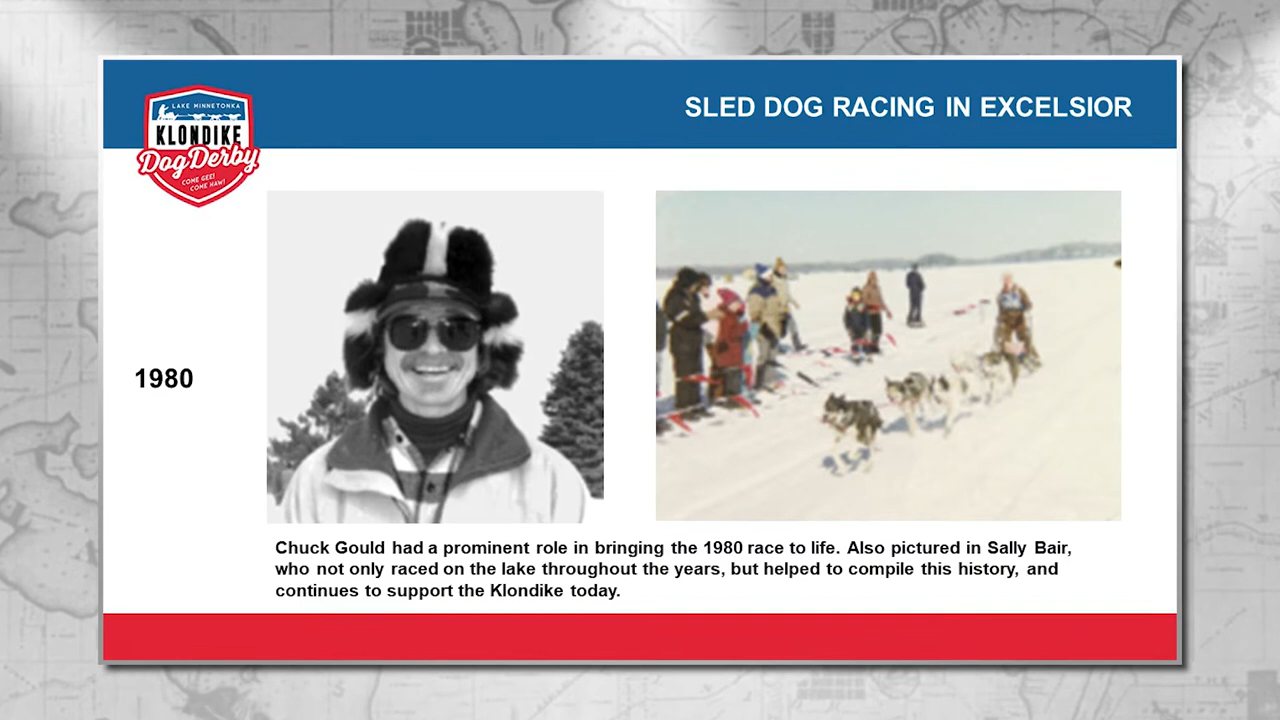 SLED DOG RACING IN EXCELSIOR
LAKE MINNETONKA
KLONDIKE
Dog Derby
COME GEE!
COME HAW!
1980
Chuck Gould had a prominent role in bringing the 1980 race to life. Also pictured in Sally Bair,
who not only raced on the lake throughout the years, but helped to compile this history, and
continues to support the Klondike today.